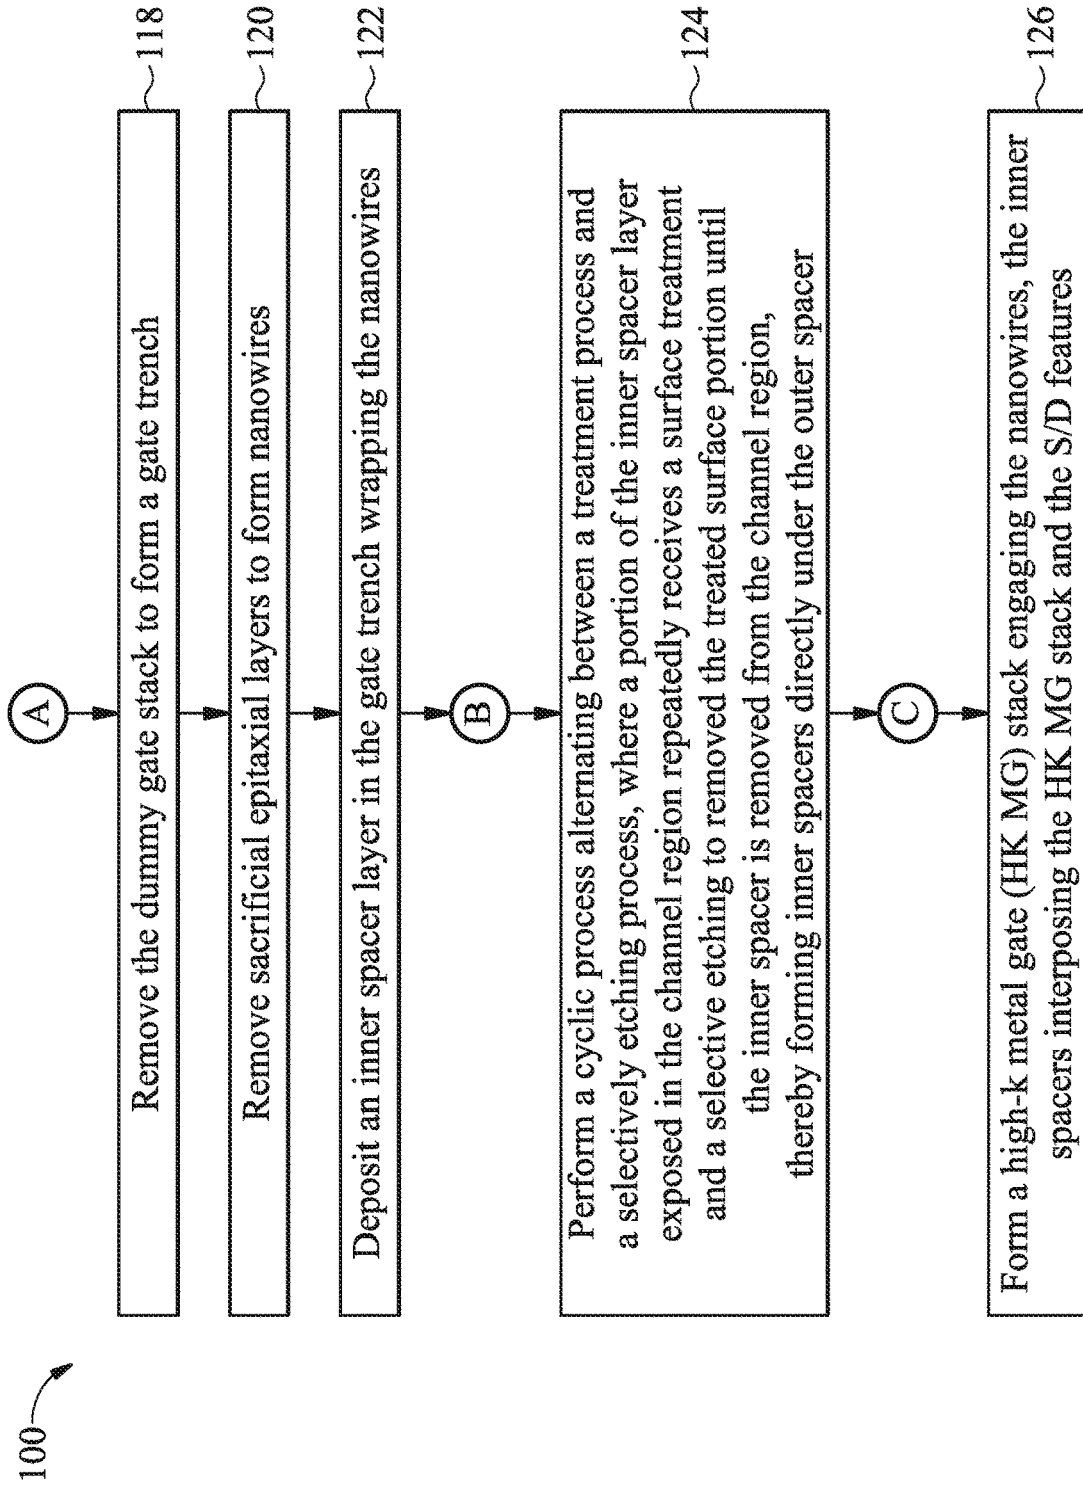 100
A
Remove the dummy gate stack to form a gate trench
118
Remove sacrificial epitaxial layers to form nanowires
120
Deposit an inner spacer layer in the gate trench wrapping the nanowires
122
B
Perform a cyclic process alternating between a treatment process and
a selectively etching process, where a portion of the inner spacer layer
exposed in the channel region repeatedly receives a surface treatment
and a selective etching to removed the treated surface portion until
the inner spacer is removed from the channel region,
thereby forming inner spacers directly under the outer spacer
124
C
Form a high-k metal gate (HK MG) stack engaging the nanowires, the inner
spacers interposing the HK MG stack and the S/D features
126